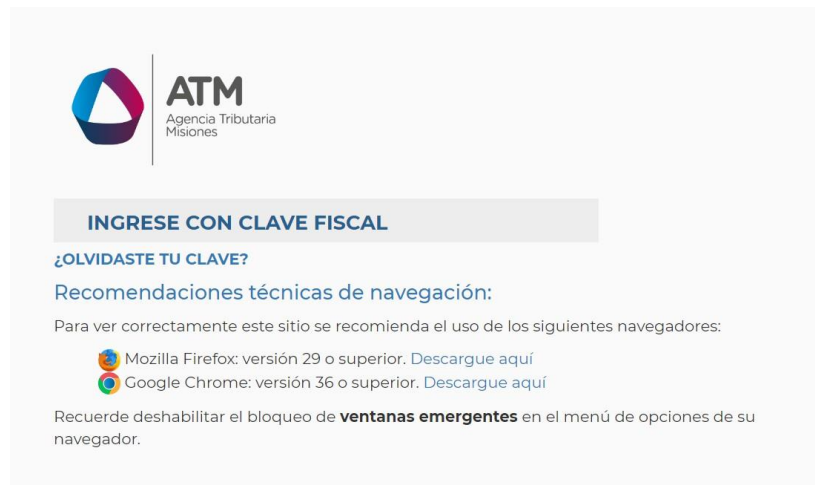 ATM
Agencia Tributaria
Misiones
INGRESE CON CLAVE FISCAL
¿OLVIDASTE TU CLAVE?
Recomendaciones técnicas de navegación:
Para ver correctamente este sitio se recomienda el uso de los siguientes navegadores:
Mozilla Firefox: versión 29 o superior. Descargue aquí
Google Chrome: versión 36 o superior. Descargue aquí
Recuerde deshabilitar el bloqueo de ventanas emergentes en el menú de opciones de su
navegador.